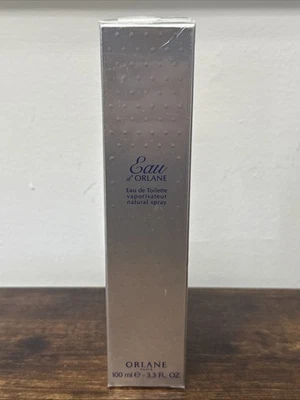 Eau
d'ORLANE
Eau de Toilette
vaporisateur
natural spray
ORLANE
100 ml e 3.3 FL. OZ.